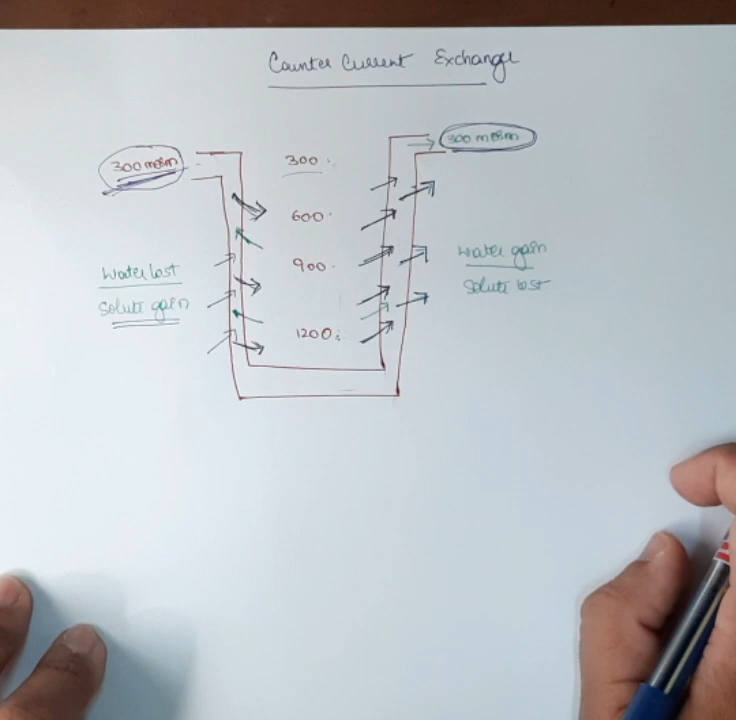 Counter Current Exchange
300 mosm
300
300 mosm
600
900
1200
Water lost
Solute gain
Water gain
Solute lost